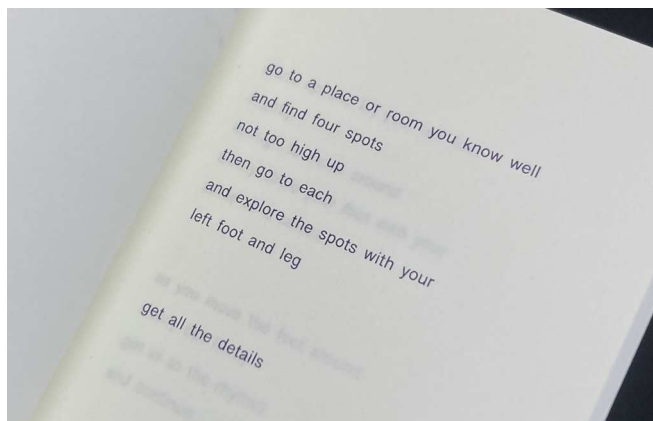 go to a place or room you know well
and find four spots
not too high up
then go to each
and explore the spots with your
left foot and leg
get all the details